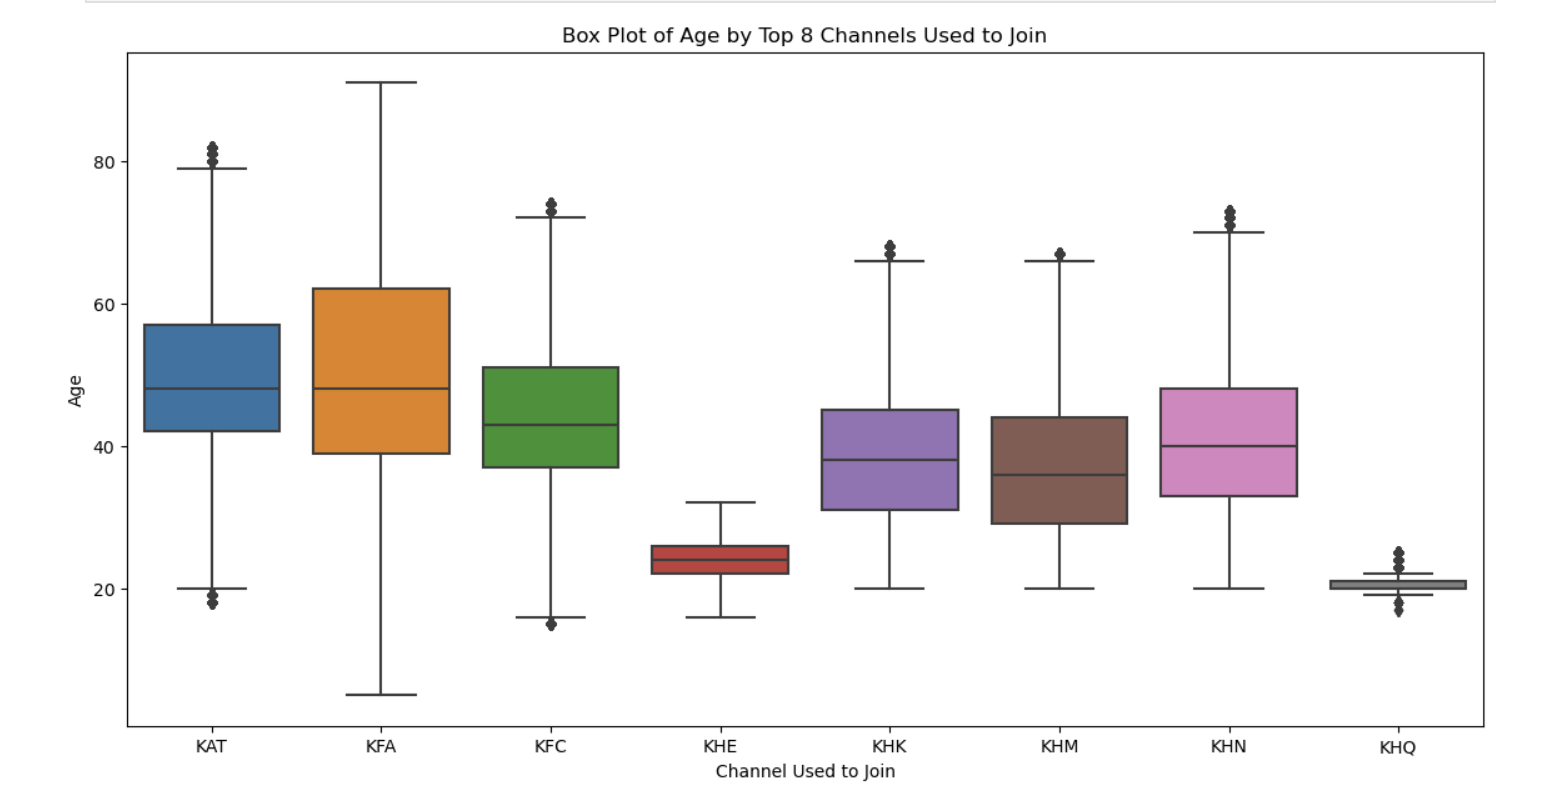 Box Plot of Age by Top 8 Channels Used to Join
80
60
40
20
Age
KAT KFA KFC KHE KHK KHM KHN KHQ
Channel Used to Join